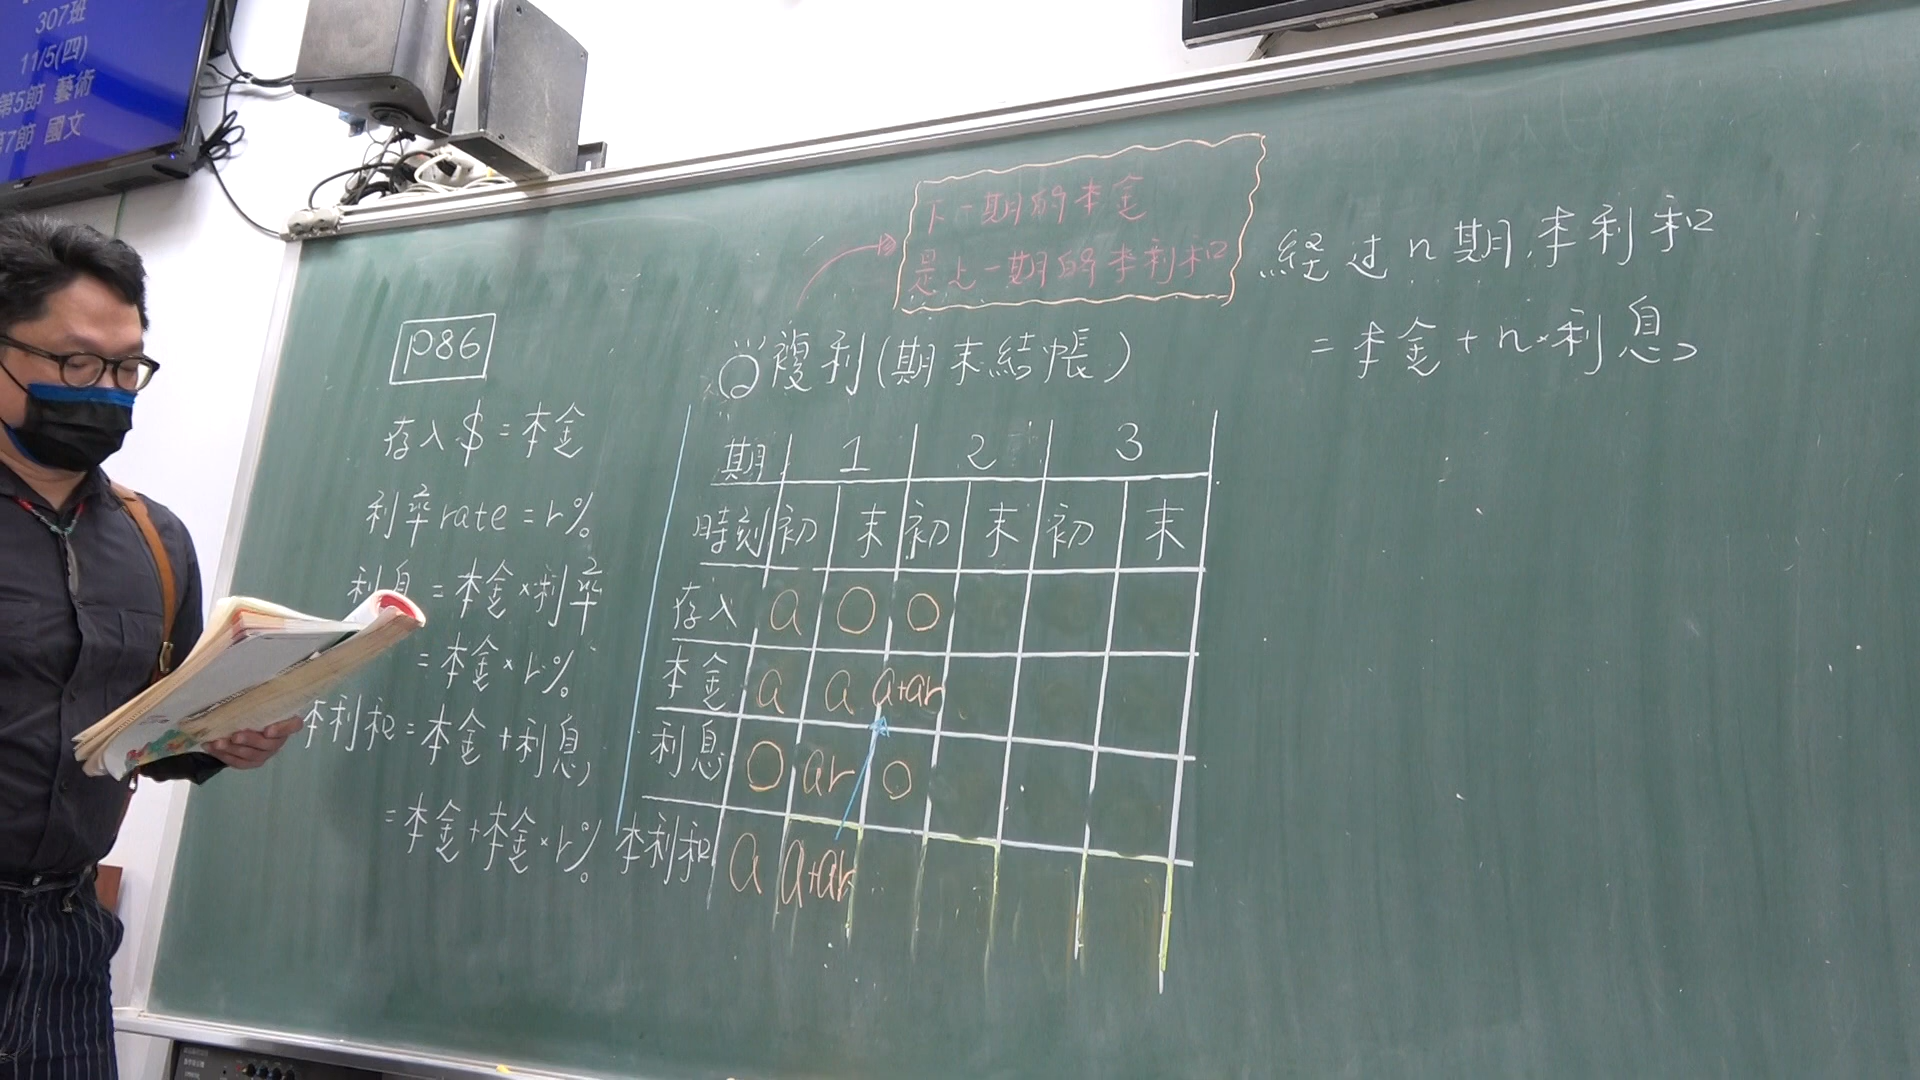 307班
11/5(四)
第5節 藝術
第7節 國文
P86
存入$=本金
利率rate=r%
利息=本金×利率
=本金×r%
本利和=本金+利息
=本金+本金×r%
下一期的本金
是上一期的本利和
②複利(期末結帳)
期 1 2 3
時刻 初 末 初 末 初 末
存入 a 0 0
本金 a a a+ar
利息 0 ar 0
本利和 a a+ar
經过n期,本利和
=本金+n×利息